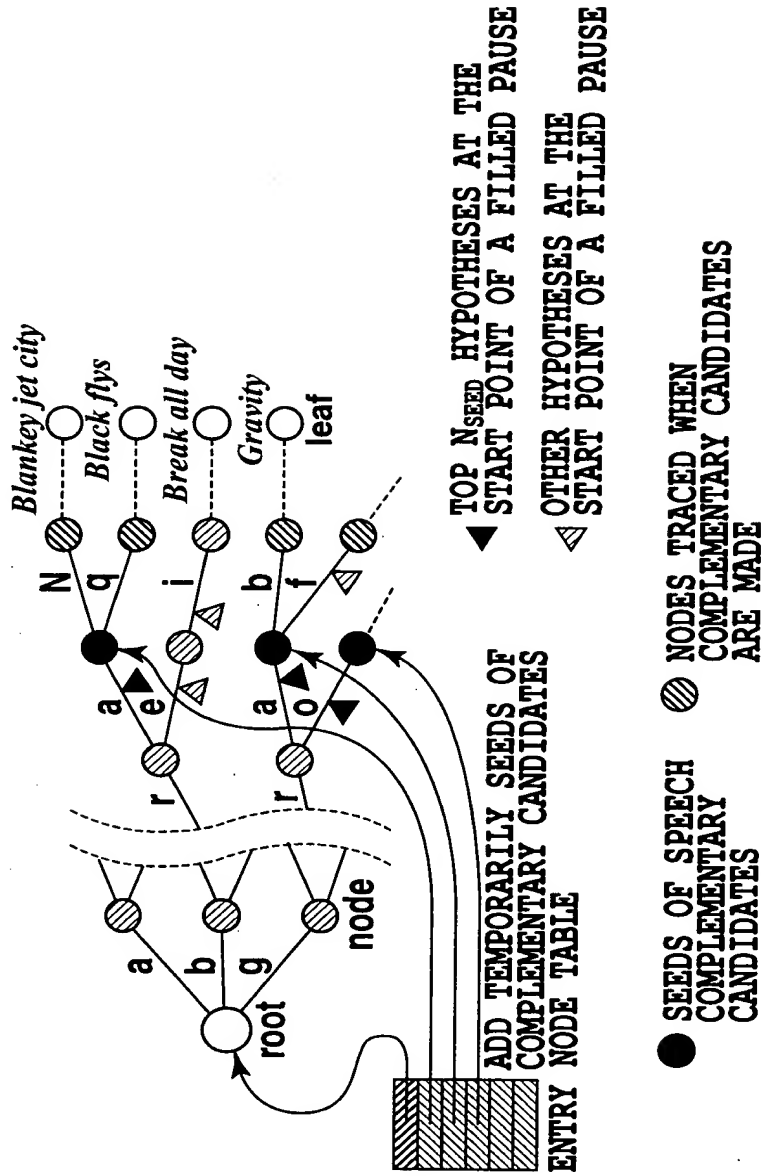 Blankey jet city
Black flys
Break all day
Gravity
leaf
N
q
i
b
f
a
e
a
o
r
r
a
b
g
node
root
ADD TEMPORARILY SEEDS OF
COMPLEMENTARY CANDIDATES
ENTRY NODE TABLE
TOP NSEED HYPOTHESES AT THE
START POINT OF A FILLED PAUSE
OTHER HYPOTHESES AT THE
START POINT OF A FILLED PAUSE
SEEDS OF SPEECH
COMPLEMENTARY
CANDIDATES
NODES TRACED WHEN
COMPLEMENTARY CANDIDATES
ARE MADE